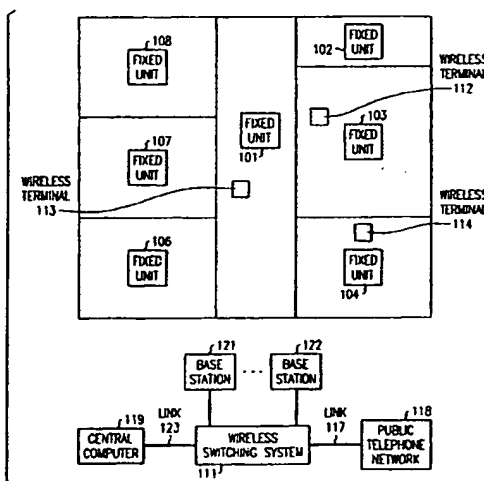 108
FIXED
UNIT
102
FIXED
UNIT
WIRELESS
TERMINAL
112
107
FIXED
UNIT
FIXED
UNIT
101
103
FIXED
UNIT
WIRELESS
TERMINAL
113
WIRELESS
TERMINAL
114
106
FIXED
UNIT
FIXED
UNIT
104
121
BASE
STATION
...
122
BASE
STATION
119
CENTRAL
COMPUTER
LINK
123
WIRELESS
SWITCHING SYSTEM
111
LINK
117
118
PUBLIC
TELEPHONE
NETWORK